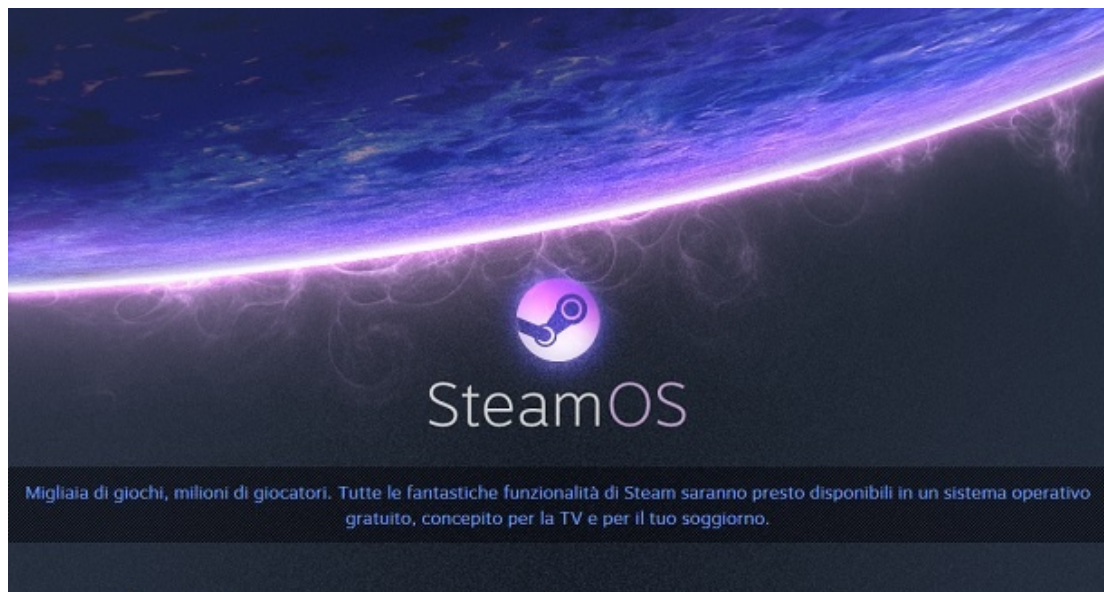 SteamOS
Migliaia di giochi, milioni di giocatori. Tutte le fantastiche funzionalità di Steam saranno presto disponibili in un sistema operativo
gratuito, concepito per la TV e per il tuo soggiorno.